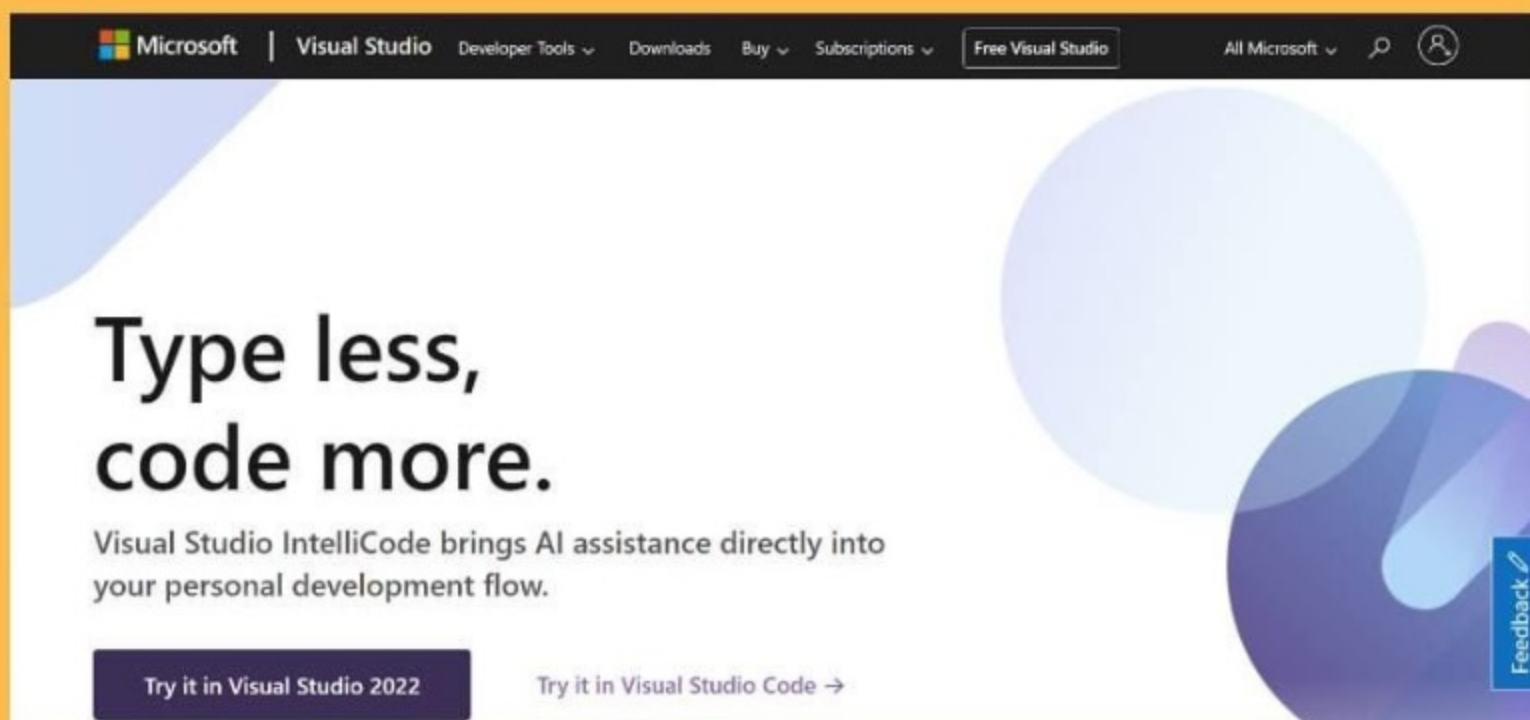 Microsoft | Visual Studio Developer Tools Downloads Buy Subscriptions Free Visual Studio All Microsoft
Type less,
code more.
Visual Studio IntelliCode brings AI assistance directly into
your personal development flow.
Feedback
Try it in Visual Studio 2022 Try it in Visual Studio Code →